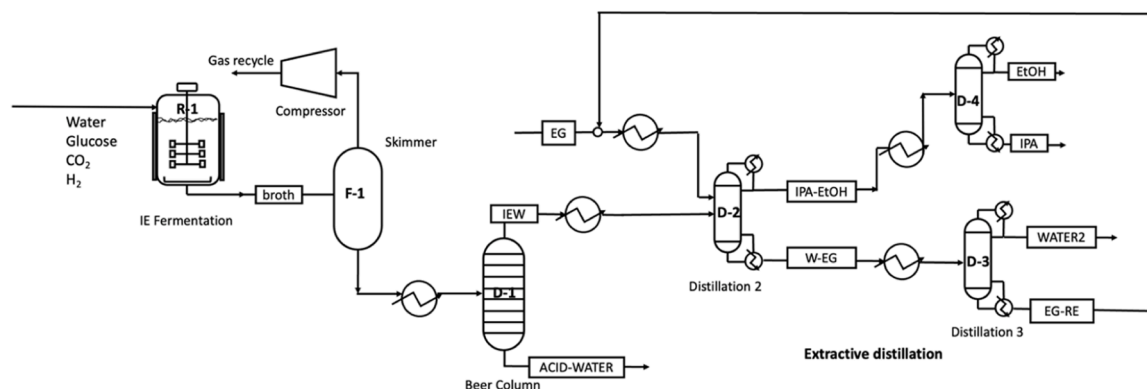 Gas recycle
Compressor
R-1
Water
Glucose
CO₂
H₂
IE Fermentation
broth
Skimmer
F-1
EG
IEW
D-1
ACID-WATER
Beer Column
D-2
Distillation 2
IPA-EtOH
W-EG
D-4
EtOH
IPA
D-3
WATER2
EG-RE
Distillation 3
Extractive distillation